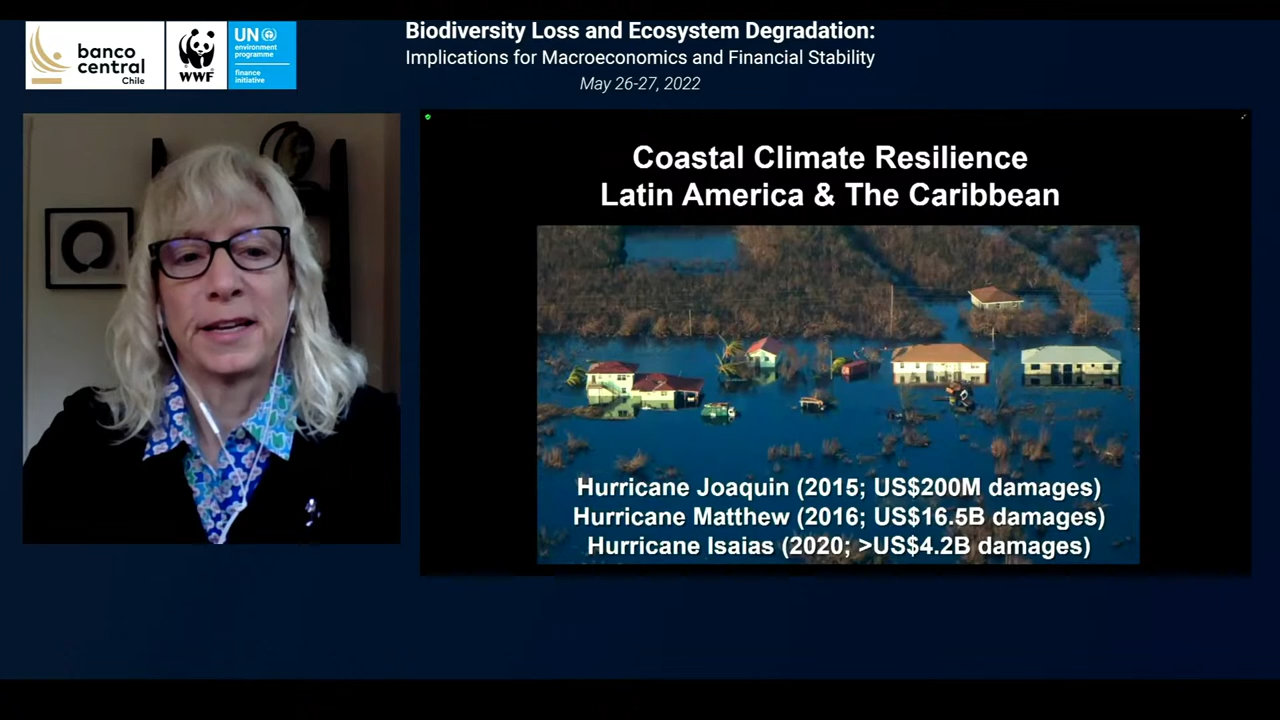 banco
central
Chile
WWF
UN
environment
programme
finance
initiative
Biodiversity Loss and Ecosystem Degradation:
Implications for Macroeconomics and Financial Stability
May 26-27, 2022
Coastal Climate Resilience
Latin America & The Caribbean
Hurricane Joaquin (2015; US$200M damages)
Hurricane Matthew (2016; US$16.5B damages)
Hurricane Isaias (2020; >US$4.2B damages)